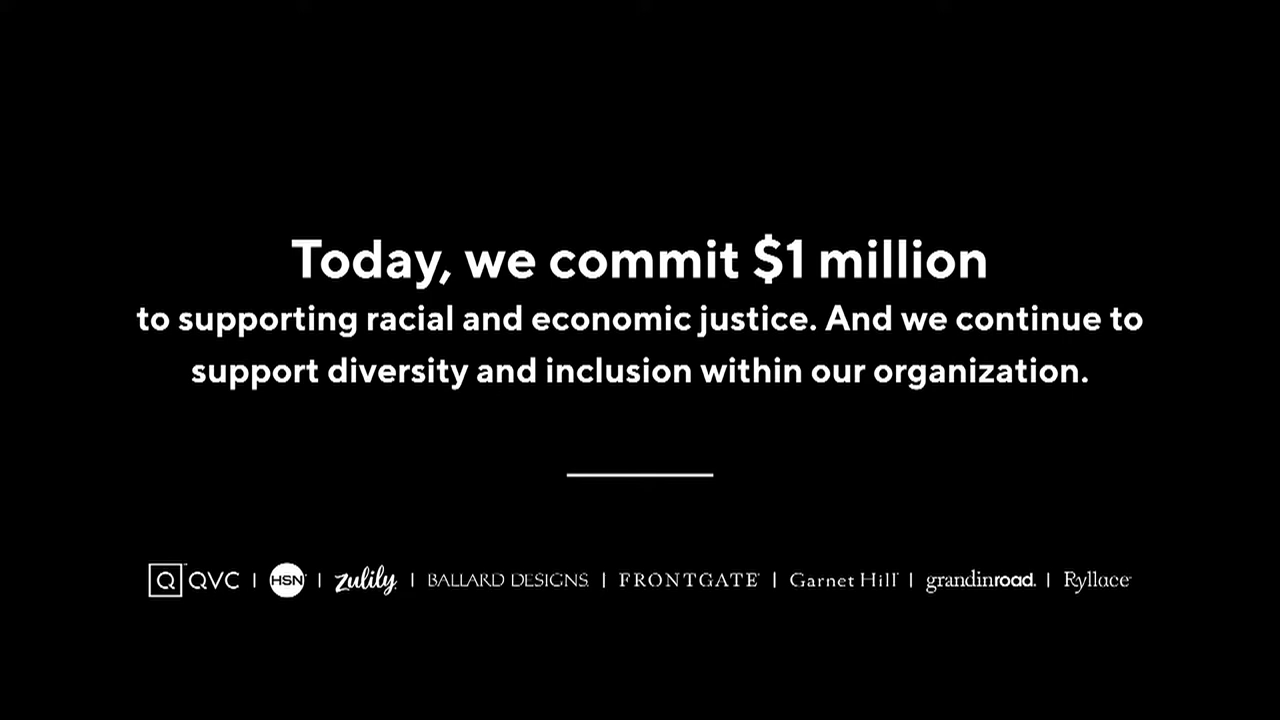 Today, we commit $1 million
to supporting racial and economic justice. And we continue to
support diversity and inclusion within our organization.
Q QVC | HSN | zulily | BALLARD DESIGNS | FRONTGATE | Garnet Hill | grandinroad. | Ryllace